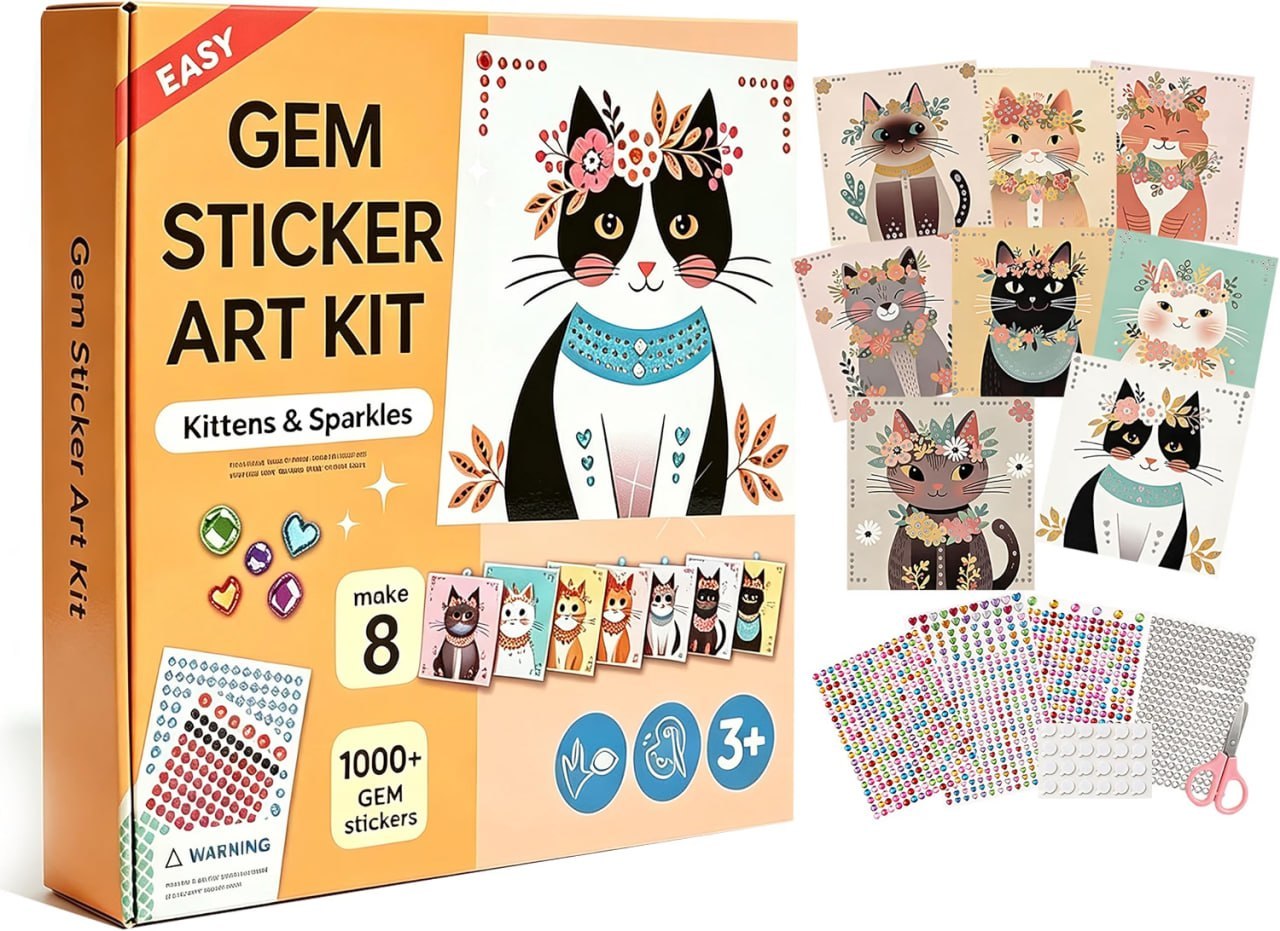 EASY
GEM
STICKER
ART KIT
Kittens & Sparkles
make
8
1000+
GEM
stickers
3+
WARNING
Gem Sticker Art Kit